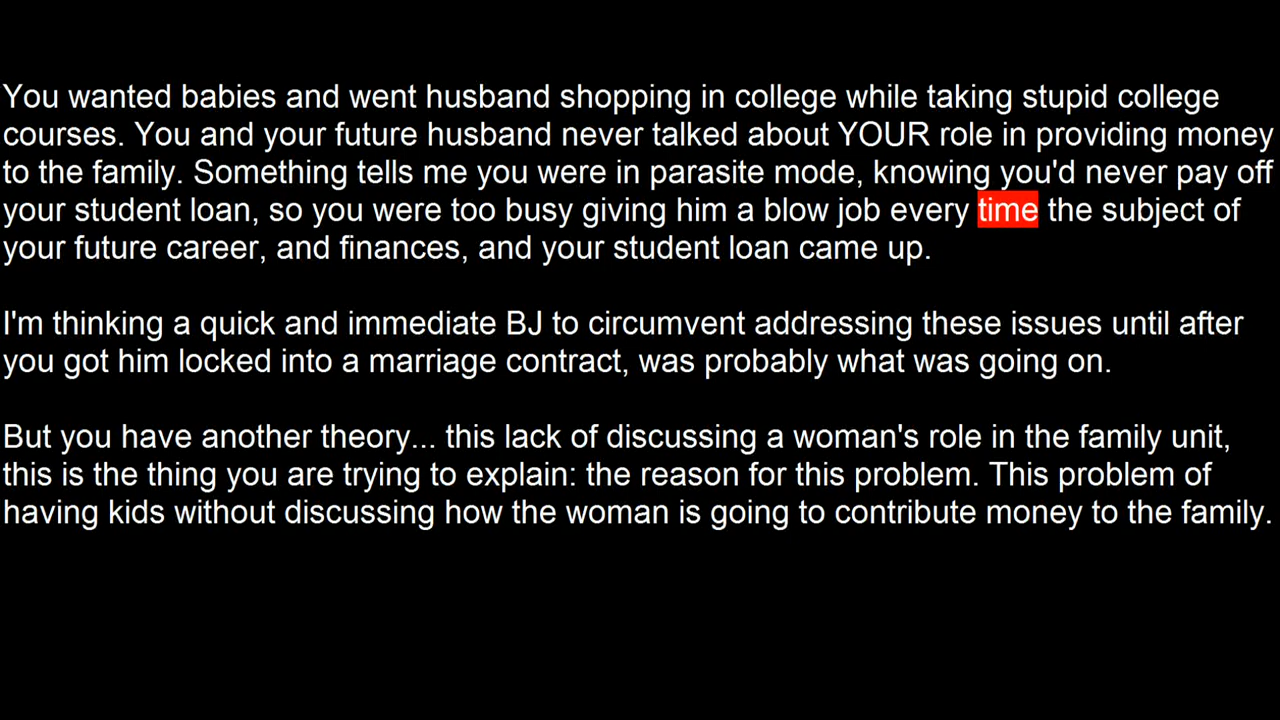 You wanted babies and went husband shopping in college while taking stupid college
courses. You and your future husband never talked about YOUR role in providing money
to the family. Something tells me you were in parasite mode, knowing you'd never pay off
your student loan, so you were too busy giving him a blow job every time the subject of
your future career, and finances, and your student loan came up.
I'm thinking a quick and immediate BJ to circumvent addressing these issues until after
you got him locked into a marriage contract, was probably what was going on.
But you have another theory... this lack of discussing a woman's role in the family unit,
this is the thing you are trying to explain: the reason for this problem. This problem of
having kids without discussing how the woman is going to contribute money to the family.